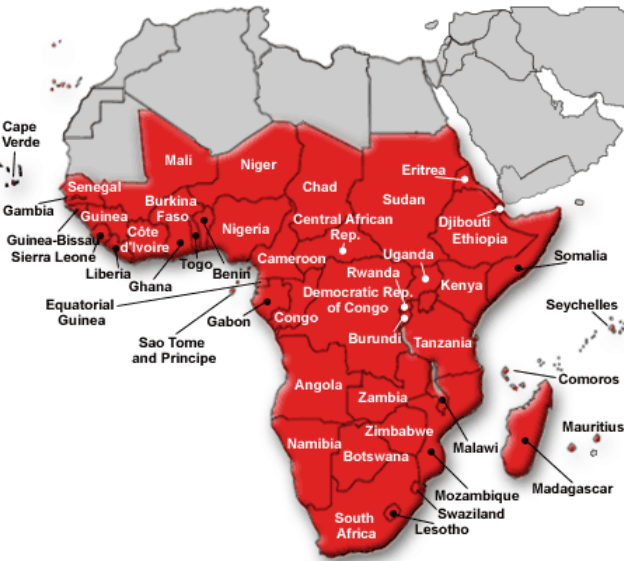 Cape
Verde
Mali
Niger
Chad
Eritrea
Sudan
Senegal
Gambia
Burkina
Faso
Guinea
Nigeria
Central African
Rep.
Djibouti
Ethiopia
Guinea-Bissau
Côte
d'Ivoire
Sierra Leone
Liberia
Ghana
Togo
Benin
Cameroon
Uganda
Somalia
Rwanda
Kenya
Equatorial
Guinea
Gabon
Congo
Democratic Rep.
of Congo
Seychelles
Sao Tome
and Principe
Burundi
Tanzania
Comoros
Angola
Zambia
Malawi
Mauritius
Namibia
Zimbabwe
Botswana
Mozambique
Madagascar
Swaziland
South
Africa
Lesotho